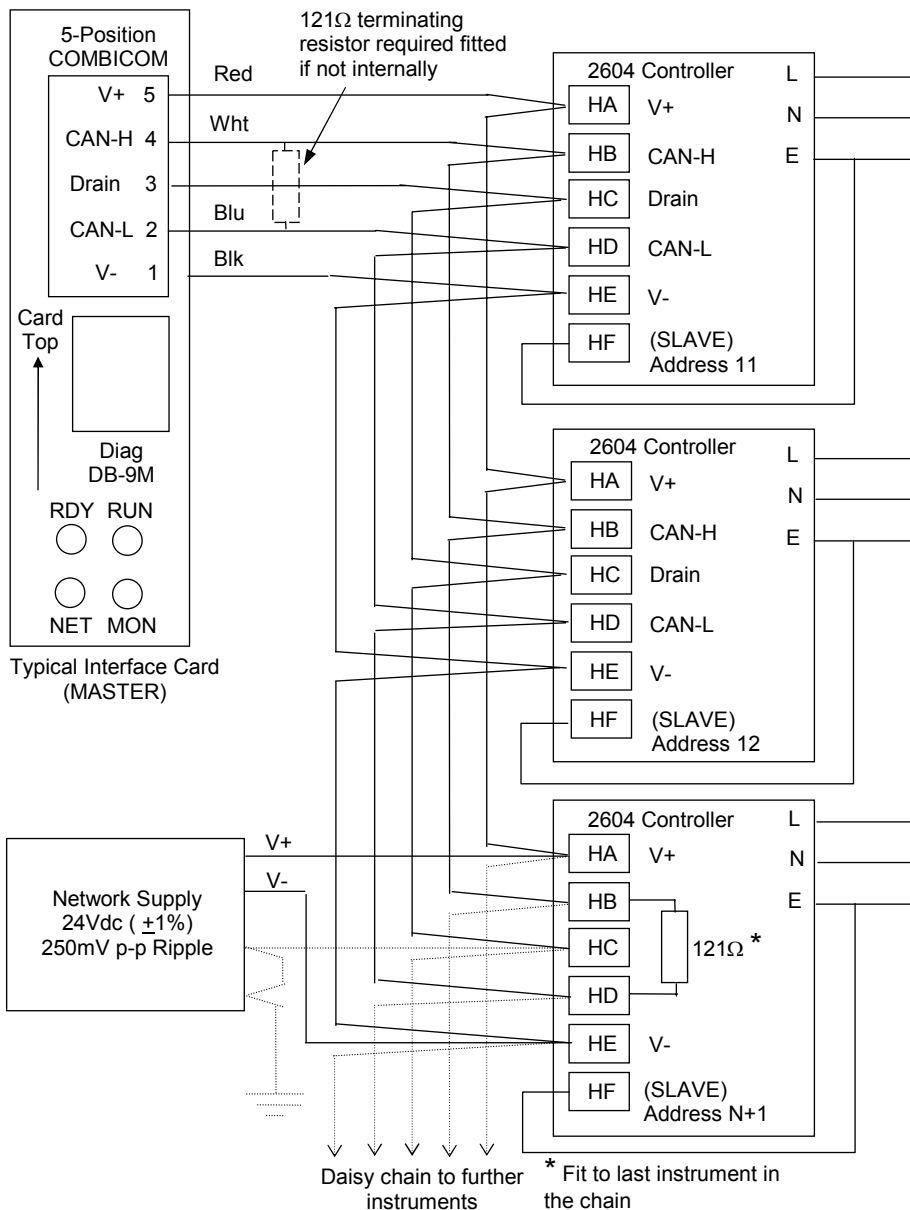 5-Position
COMBICOM
V+ 5
CAN-H 4
Drain 3
CAN-L 2
V- 1
Red
Wht
Blu
Blk
121Ω terminating
resistor required fitted
if not internally
Card
Top
Diag
DB-9M
RDY RUN
NET MON
Typical Interface Card
(MASTER)
2604 Controller
HA V+
HB CAN-H
HC Drain
HD CAN-L
HE V-
HF (SLAVE)
Address 11
L
N
E
2604 Controller
HA V+
HB CAN-H
HC Drain
HD CAN-L
HE V-
HF (SLAVE)
Address 12
L
N
E
Network Supply
24Vdc ( ±1%)
250mV p-p Ripple
V+
V-
2604 Controller
HA V+
HB
HC 121Ω *
HD
HE V-
HF (SLAVE)
Address N+1
L
N
E
Daisy chain to further
instruments
* Fit to last instrument in
the chain